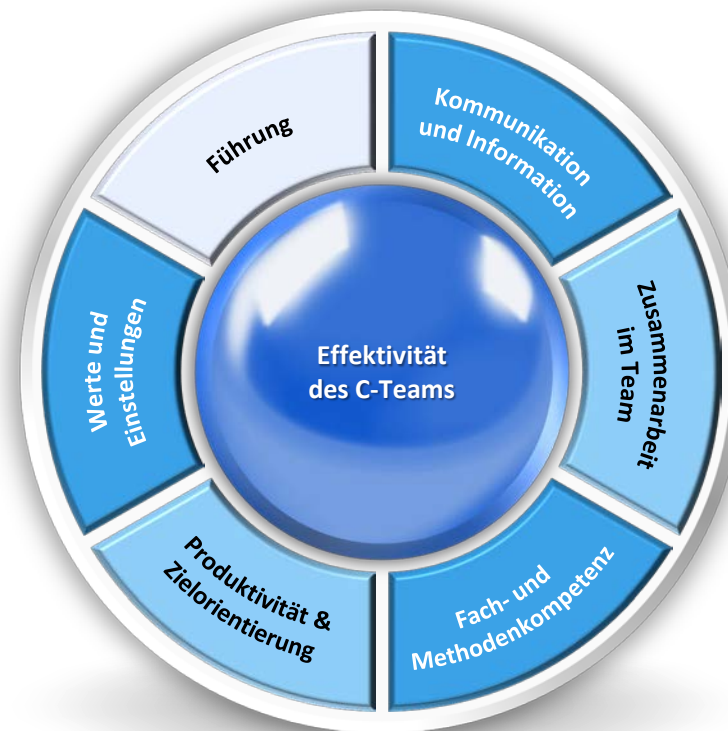 Führung
Kommunikation
und Information
Zusammenarbeit
im Team
Fach- und
Methodenkompetenz
Produktivität &
Zielorientierung
Werte und
Einstellungen
Effektivität
des C-Teams